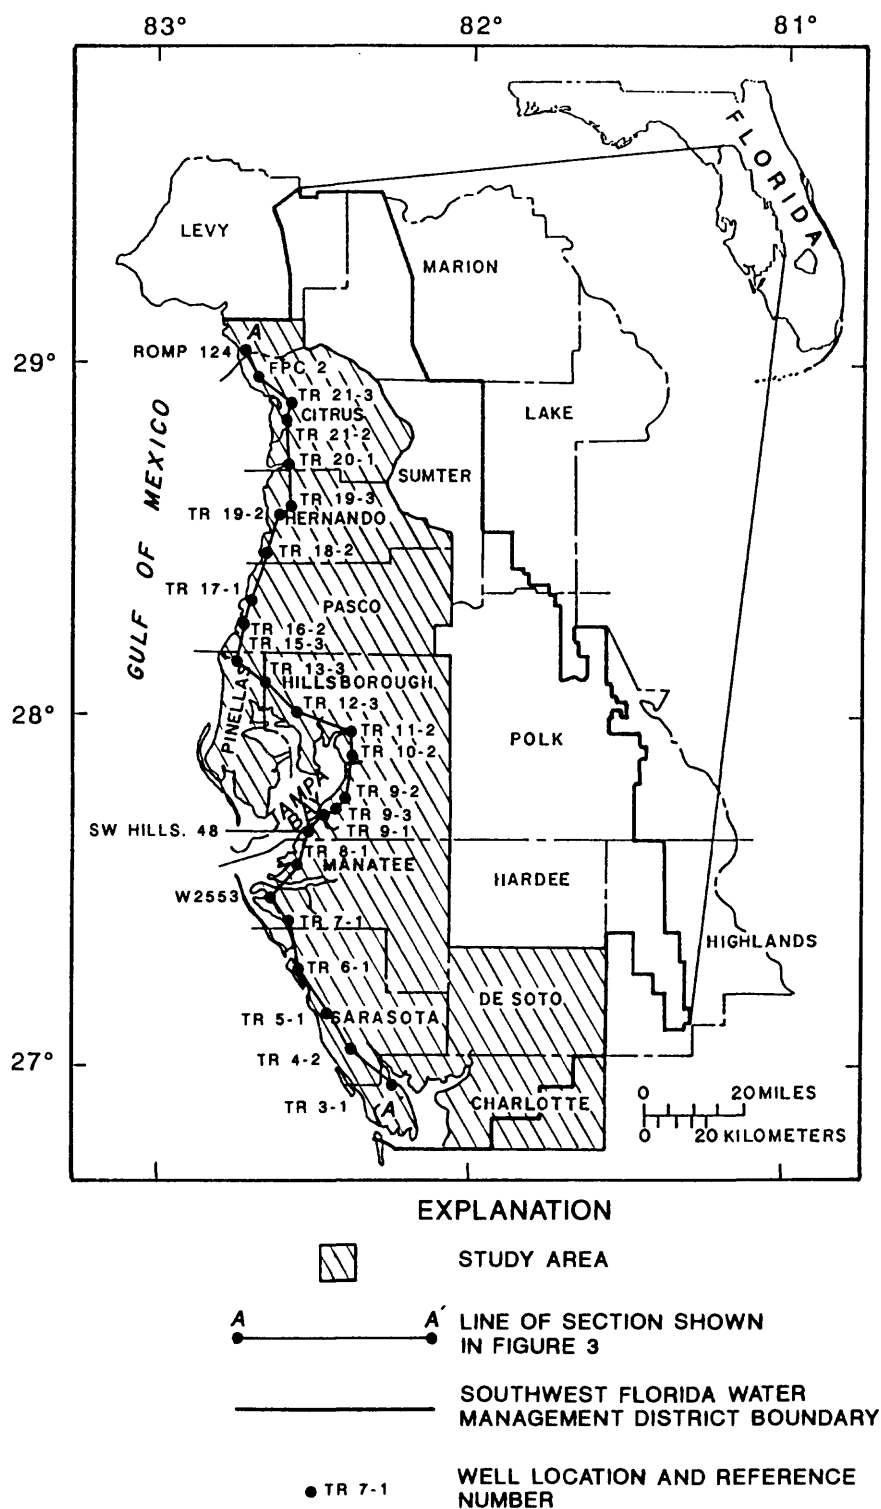 83°
82°
81°
FLORIDA
LEVY
MARION
A
ROMP 124
29°
FPC 2
TR 21-3
CITRUS
LAKE
TR 21-2
TR 20-1
SUMTER
GULF OF MEXICO
TR 19-3
TR 19-2
HERNANDO
TR 18-2
TR 17-1
PASCO
TR 16-2
TR 15-3
TR 13-3
HILLSBOROUGH
PINELLAS
TR 12-3
28°
TR 11-2
POLK
TR 10-2
TAMPA
BAY
TR 9-2
TR 9-3
SW HILLS. 48
TR 9-1
TR 8-1
MANATEE
HARDEE
W2553
TR 7-1
HIGHLANDS
TR 6-1
DE SOTO
TR 5-1
SARASOTA
TR 4-2
27°
TR 3-1
A'
CHARLOTTE
0 20 MILES
0 20 KILOMETERS
EXPLANATION
STUDY AREA
A A'
LINE OF SECTION SHOWN
IN FIGURE 3
SOUTHWEST FLORIDA WATER
MANAGEMENT DISTRICT BOUNDARY
TR 7-1
WELL LOCATION AND REFERENCE
NUMBER